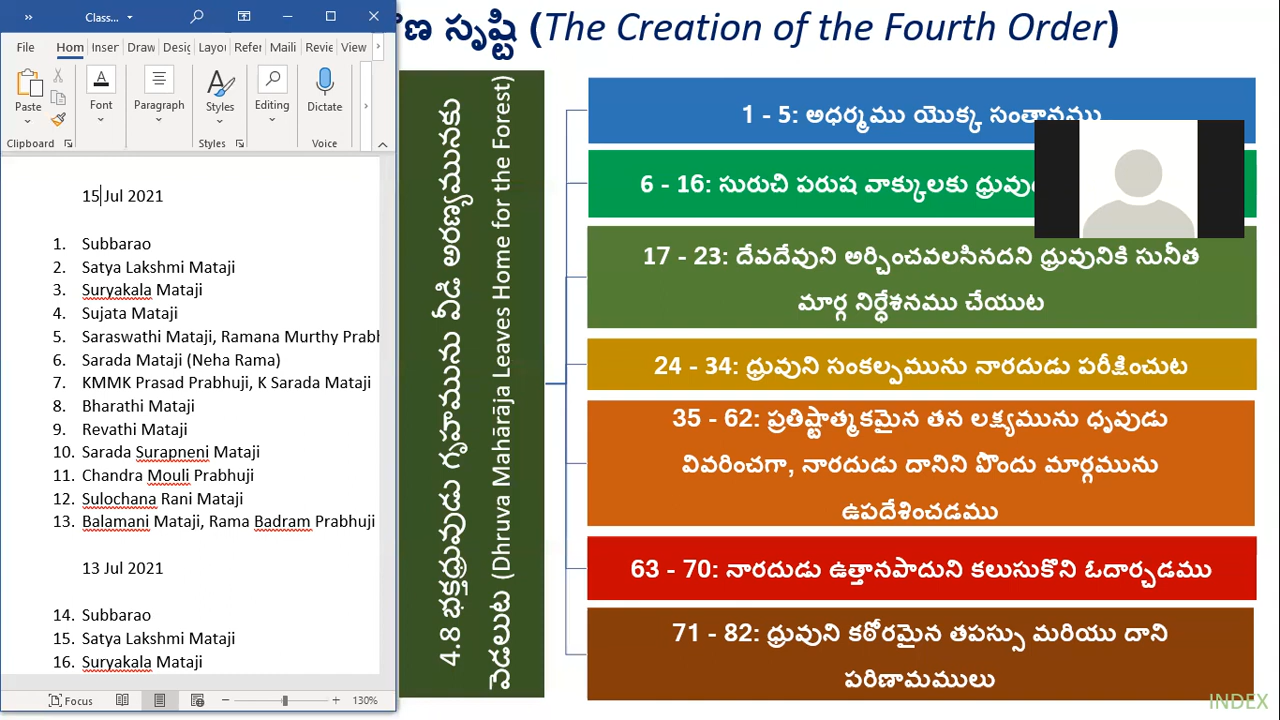 Class...
File Hom Inser Draw Desig Layo Refer Maili Revie View
Paste Font Paragraph Styles Editing Dictate
Clipboard Styles Voice
15 Jul 2021
1. Subbarao
2. Satya Lakshmi Mataji
3. Suryakala Mataji
4. Sujata Mataji
5. Saraswathi Mataji, Ramana Murthy Prabh
6. Sarada Mataji (Neha Rama)
7. KMMK Prasad Prabhuji, K Sarada Mataji
8. Bharathi Mataji
9. Revathi Mataji
10. Sarada Surapneni Mataji
11. Chandra Mouli Prabhuji
12. Sulochana Rani Mataji
13. Balamani Mataji, Rama Badram Prabhuji
13 Jul 2021
14. Subbarao
15. Satya Lakshmi Mataji
16. Suryakala Mataji
Focus 130%
సృష్టి (The Creation of the Fourth Order)
4.8 భక్తధ్రువుడు గృహమును వీడి అరణ్యమునకు
వెడలుట (Dhruva Mahārāja Leaves Home for the Forest)
1 - 5: అధర్మము యొక్క సంతానము
6 - 16: సురుచి పరుష వాక్కులకు
17 - 23: దేవదేవుని అర్చించవలసినదని ధ్రువునికి సునీత
మార్గ నిర్ధేశనము చేయుట
24 - 34: ధ్రువుని సంకల్పమును నారదుడు పరీక్షించుట
35 - 62: ప్రతిష్టాత్మకమైన తన లక్ష్యమును ధృవుడు
వివరించగా, నారదుడు దానిని పొందు మార్గమును
ఉపదేశించడము
63 - 70: నారదుడు ఉత్తానపాదుని కలుసుకొని ఓదార్చడము
71 - 82: ధ్రువుని కఠోరమైన తపస్సు మరియు దాని
పరిణామములు
INDEX